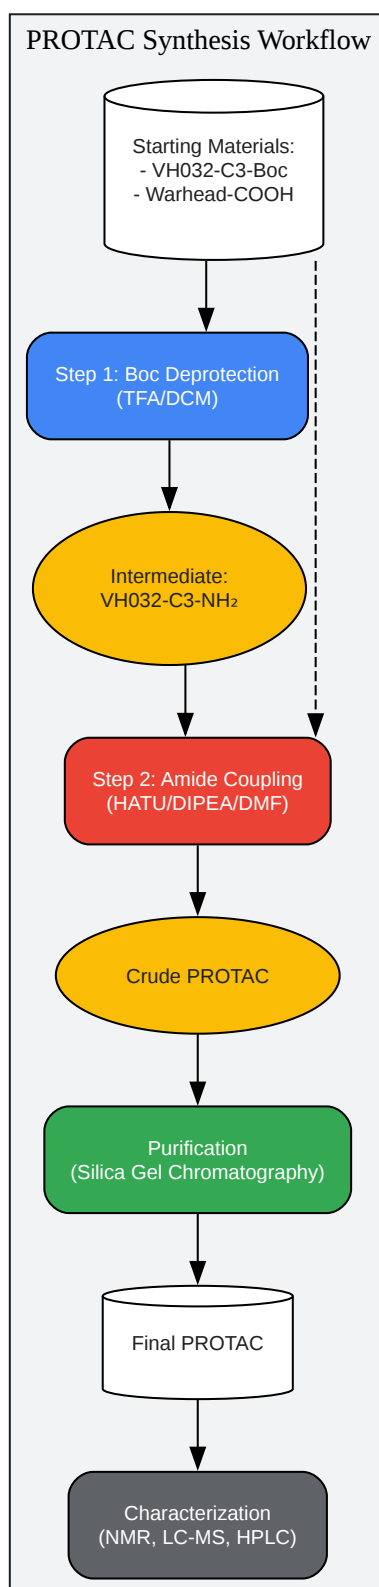 PROTAC Synthesis Workflow
Starting Materials:
- VH032-C3-Boc
- Warhead-COOH
Step 1: Boc Deprotection
(TFA/DCM)
Intermediate:
VH032-C3-NH₂
Step 2: Amide Coupling
(HATU/DIPEA/DMF)
Crude PROTAC
Purification
(Silica Gel Chromatography)
Final PROTAC
Characterization
(NMR, LC-MS, HPLC)